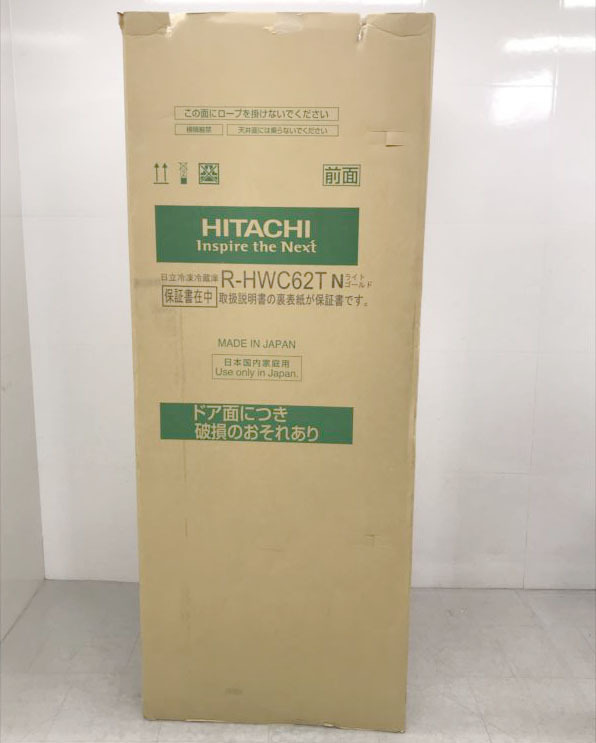 この面にロープを掛けないでください
天井面には乗らないでください
前面
HITACHI
Inspire the Next
日立冷凍冷蔵庫 R-HWC62T N ライトゴールド
保証書在中 取扱説明書の裏表紙が保証書です。
MADE IN JAPAN
日本国内家庭用
Use only in Japan.
ドア面につき
破損のおそれあり